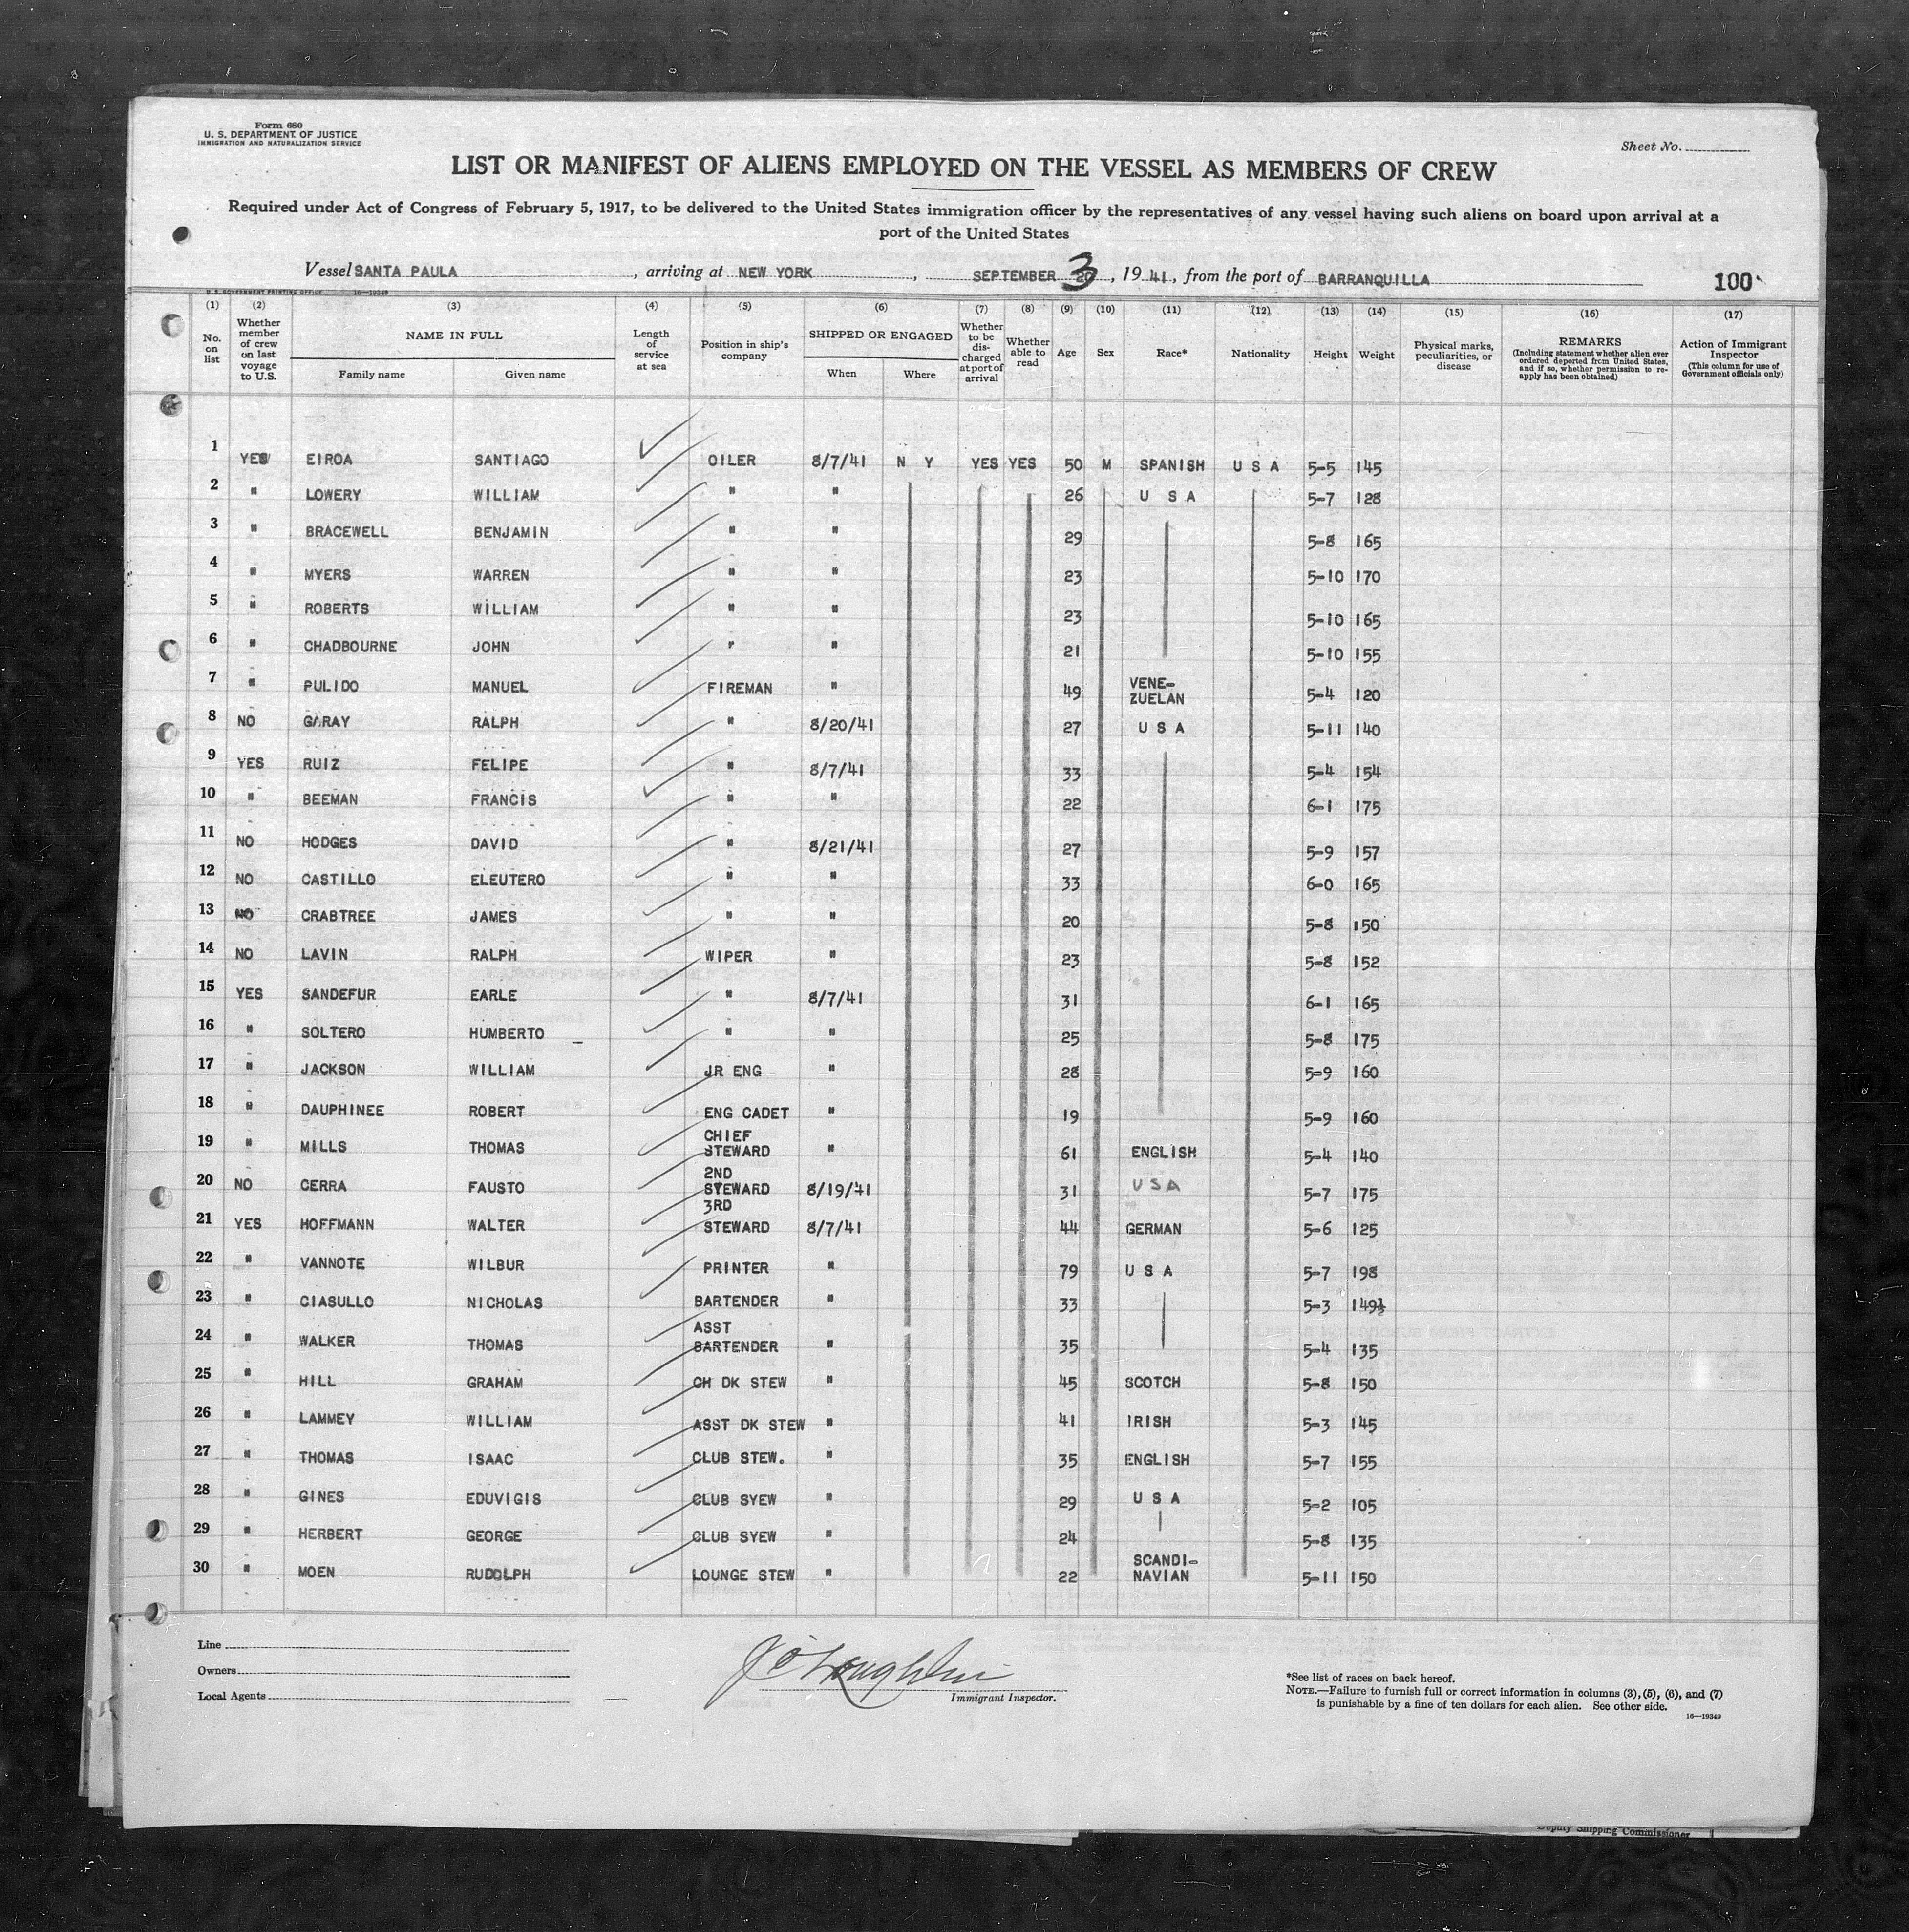 Form 680
U. S. DEPARTMENT OF JUSTICE
IMMIGRATION AND NATURALIZATION SERVICE
Sheet No.
LIST OR MANIFEST OF ALIENS EMPLOYED ON THE VESSEL AS MEMBERS OF CREW
Required under Act of Congress of February 5, 1917, to be delivered to the United States immigration officer by the representatives of any vessel having such aliens on board upon arrival at a
port of the United States
Vessel SANTA PAULA, arriving at NEW YORK, SEPTEMBER 3, 1941, from the port of BARRANQUILLA 100
U. S. GOVERNMENT PRINTING OFFICE 16—19349
(1) (2) (3) (4) (5) (6) (7) (8) (9) (10) (11) (12) (13) (14) (15) (16) (17)
No. on list
Whether member of crew on last voyage to U.S.
NAME IN FULL
Family name
Given name
Length of service at sea
Position in ship's company
SHIPPED OR ENGAGED
When
Where
Whether to be discharged at port of arrival
Whether able to read
Age
Sex
Race*
Nationality
Height
Weight
Physical marks, peculiarities, or disease
REMARKS
(Including statement whether alien ever ordered deported from United States, and if so, whether permission to reapply has been obtained)
Action of Immigrant Inspector
(This column for use of Government officials only)
1 YES EIROA SANTIAGO OILER 8/7/41 N Y YES YES 50 M SPANISH U S A 5-5 145
2 " LOWERY WILLIAM " " 26 U S A 5-7 128
3 " BRACEWELL BENJAMIN " " 29 5-8 165
4 " MYERS WARREN " " 23 5-10 170
5 " ROBERTS WILLIAM " " 23 5-10 165
6 " CHADBOURNE JOHN " " 21 5-10 155
7 " PULIDO MANUEL FIREMAN " 49 VENE-ZUELAN 5-4 120
8 NO GARAY RALPH " 8/20/41 27 U S A 5-11 140
9 YES RUIZ FELIPE " 8/7/41 33 5-4 154
10 " BEEMAN FRANCIS " " 22 6-1 175
11 NO HODGES DAVID " 8/21/41 27 5-9 157
12 NO CASTILLO ELEUTERO " " 33 6-0 165
13 NO CRABTREE JAMES " " 20 5-8 150
14 NO LAVIN RALPH WIPER " 23 5-8 152
15 YES SANDEFUR EARLE " 8/7/41 31 6-1 165
16 " SOLTERO HUMBERTO " " 25 5-8 175
17 " JACKSON WILLIAM JR ENG " 28 5-9 160
18 " DAUPHINEE ROBERT ENG CADET " 19 5-9 160
19 " MILLS THOMAS CHIEF STEWARD " 61 ENGLISH 5-4 140
20 NO CERRA FAUSTO 2ND STEWARD 8/19/41 31 U S A 5-7 175
21 YES HOFFMANN WALTER 3RD STEWARD 8/7/41 44 GERMAN 5-6 125
22 " VANNOTE WILBUR PRINTER " 79 U S A 5-7 198
23 " CIASULLO NICHOLAS BARTENDER " 33 5-3 149½
24 " WALKER THOMAS ASST BARTENDER " 35 5-4 135
25 " HILL GRAHAM CH DK STEW " 45 SCOTCH 5-8 150
26 " LAMMEY WILLIAM ASST DK STEW " 41 IRISH 5-3 145
27 " THOMAS ISAAC CLUB STEW. " 35 ENGLISH 5-7 155
28 " GINES EDUVIGIS CLUB SYEW " 29 U S A 5-2 105
29 " HERBERT GEORGE CLUB SYEW " 24 5-8 135
30 " MOEN RUDOLPH LOUNGE STEW " 22 SCANDI-NAVIAN 5-11 150
Line
Owners
Local Agents
J O'Loughlin
Immigrant Inspector.
*See list of races on back hereof.
NOTE.—Failure to furnish full or correct information in columns (3), (5), (6), and (7)
is punishable by a fine of ten dollars for each alien. See other side.
16—19349
Deputy Shipping Commissioner